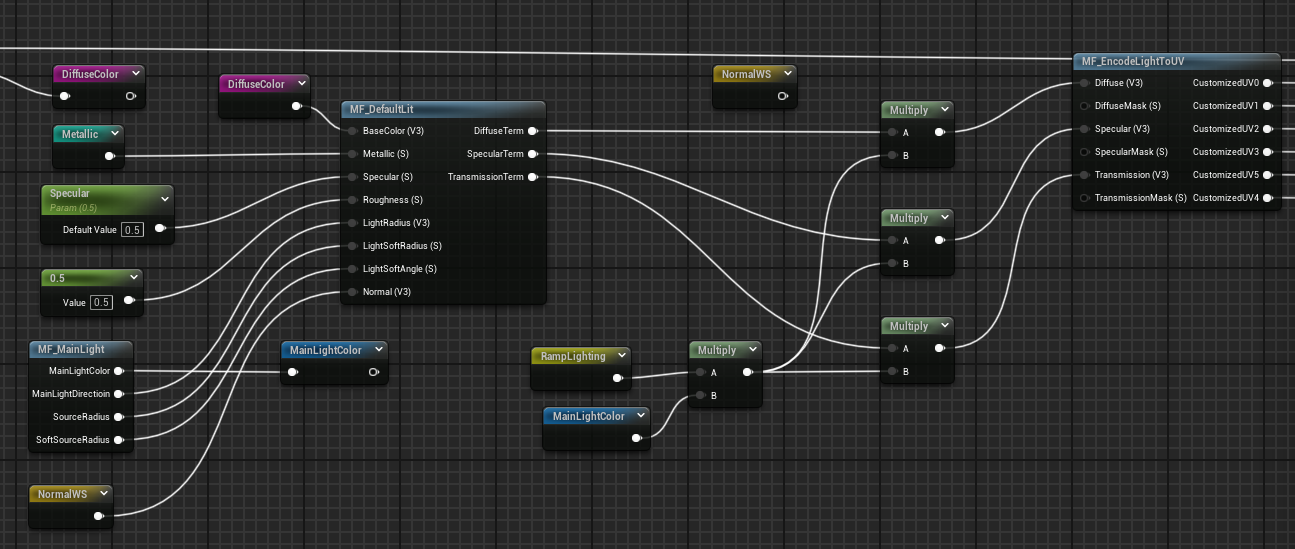 DiffuseColor
Metallic
Specular
Param (0.5)
Default Value 0.5
0.5
Value 0.5
MF_MainLight
MainLightColor
MainLightDirectioin
SourceRadius
SoftSourceRadius
NormalWS
DiffuseColor
MF_DefaultLit
BaseColor (V3) DiffuseTerm
Metallic (S) SpecularTerm
Specular (S) TransmissionTerm
Roughness (S)
LightRadius (V3)
LightSoftRadius (S)
LightSoftAngle (S)
Normal (V3)
MainLightColor
RampLighting
MainLightColor
Multiply
A
B
NormalWS
Multiply
A
B
Multiply
A
B
Multiply
A
B
MF_EncodeLightToUV
Diffuse (V3) CustomizedUV0
DiffuseMask (S) CustomizedUV1
Specular (V3) CustomizedUV2
SpecularMask (S) CustomizedUV3
Transmission (V3) CustomizedUV5
TransmissionMask (S) CustomizedUV4